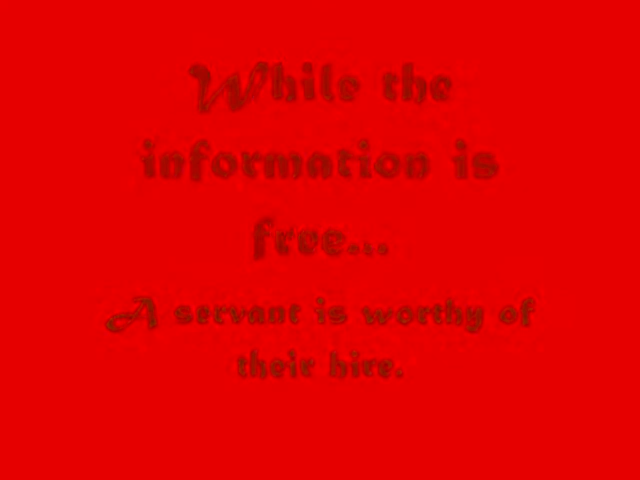 While the
information is
free...
A servant is worthy of
their hire.